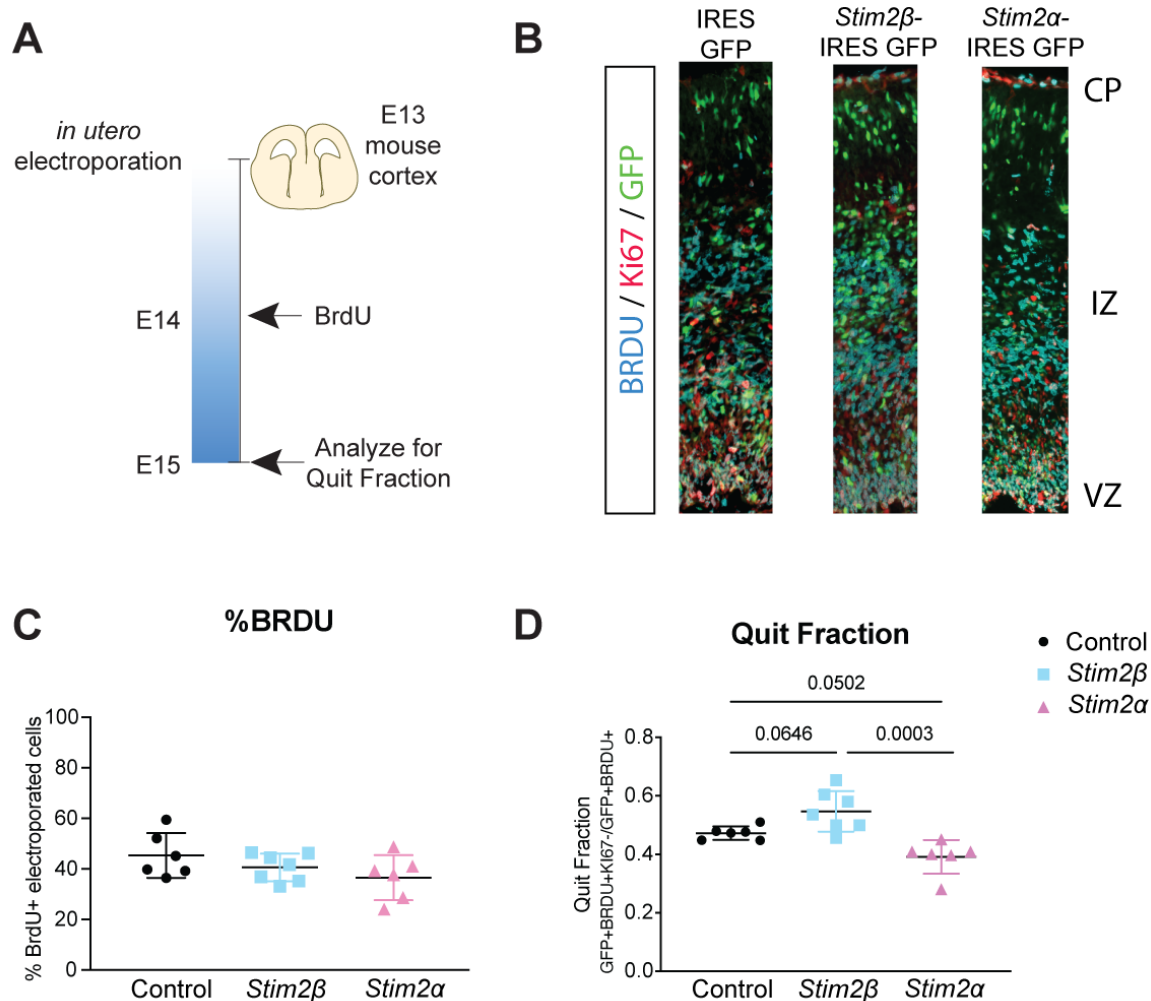 A
in utero
electroporation
E13
mouse
cortex
E14
BrdU
E15
Analyze for
Quit Fraction
B
IRES
GFP
Stim2β-
IRES GFP
Stim2α-
IRES GFP
BRDU / Ki67 / GFP
CP
IZ
VZ
C
%BRDU
% BrdU+ electroporated cells
100
80
60
40
20
0
Control
Stim2β
Stim2α
D
Quit Fraction
Control
Stim2β
Stim2α
0.0502
0.0646
0.0003
Quit Fraction
GFP+BRDU+KI67-/GFP+BRDU+
0.8
0.6
0.4
0.2
0.0
Control
Stim2β
Stim2α